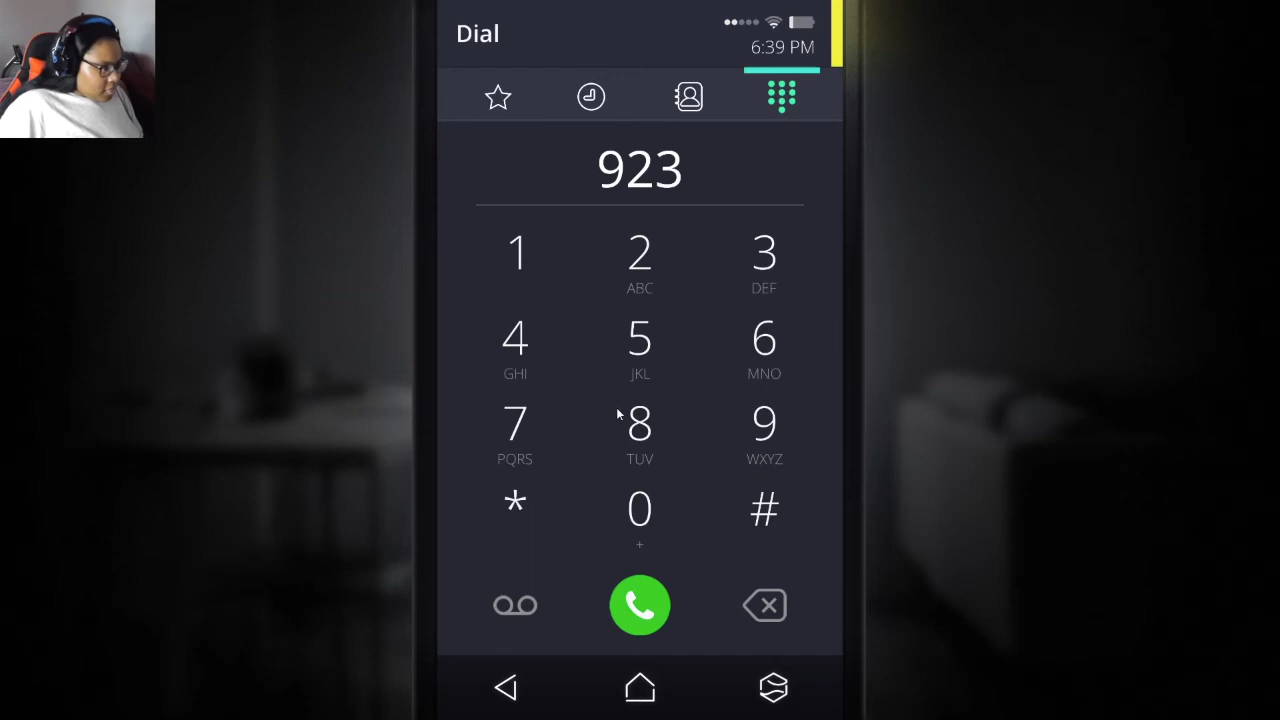 Dial
6:39 PM
923
1 2 3
ABC DEF
4 5 6
GHI JKL MNO
7 8 9
PQRS TUV WXYZ
* 0 #
+